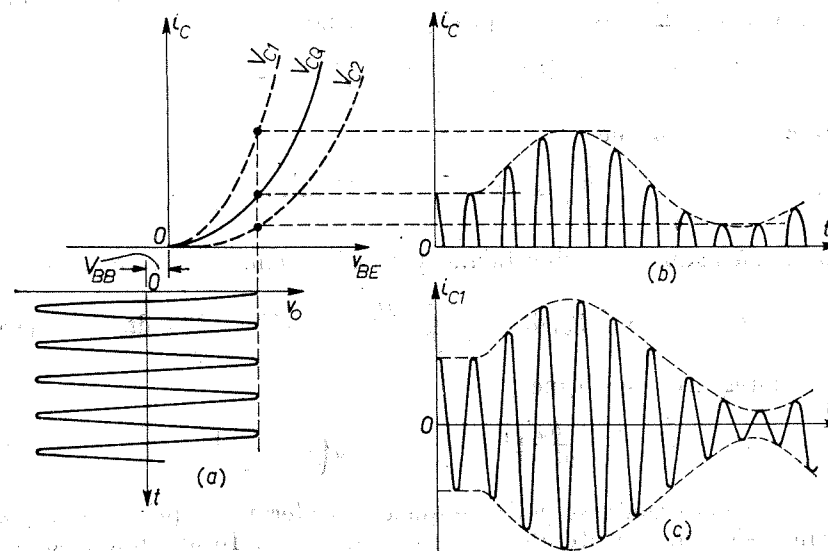 i_C
V_C1
V_CQ
V_C2
0
v_BE
V_BB
0
v_o
t
(a)
i_C
0
t
(b)
i_C1
0
(c)